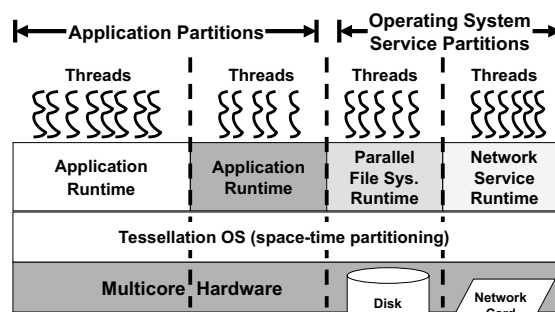 Application Partitions
Operating System
Service Partitions
Threads
Threads
Threads
Threads
Application
Runtime
Application
Runtime
Parallel
File Sys.
Runtime
Network
Service
Runtime
Tessellation OS (space-time partitioning)
Multicore Hardware
Disk
Network
Card